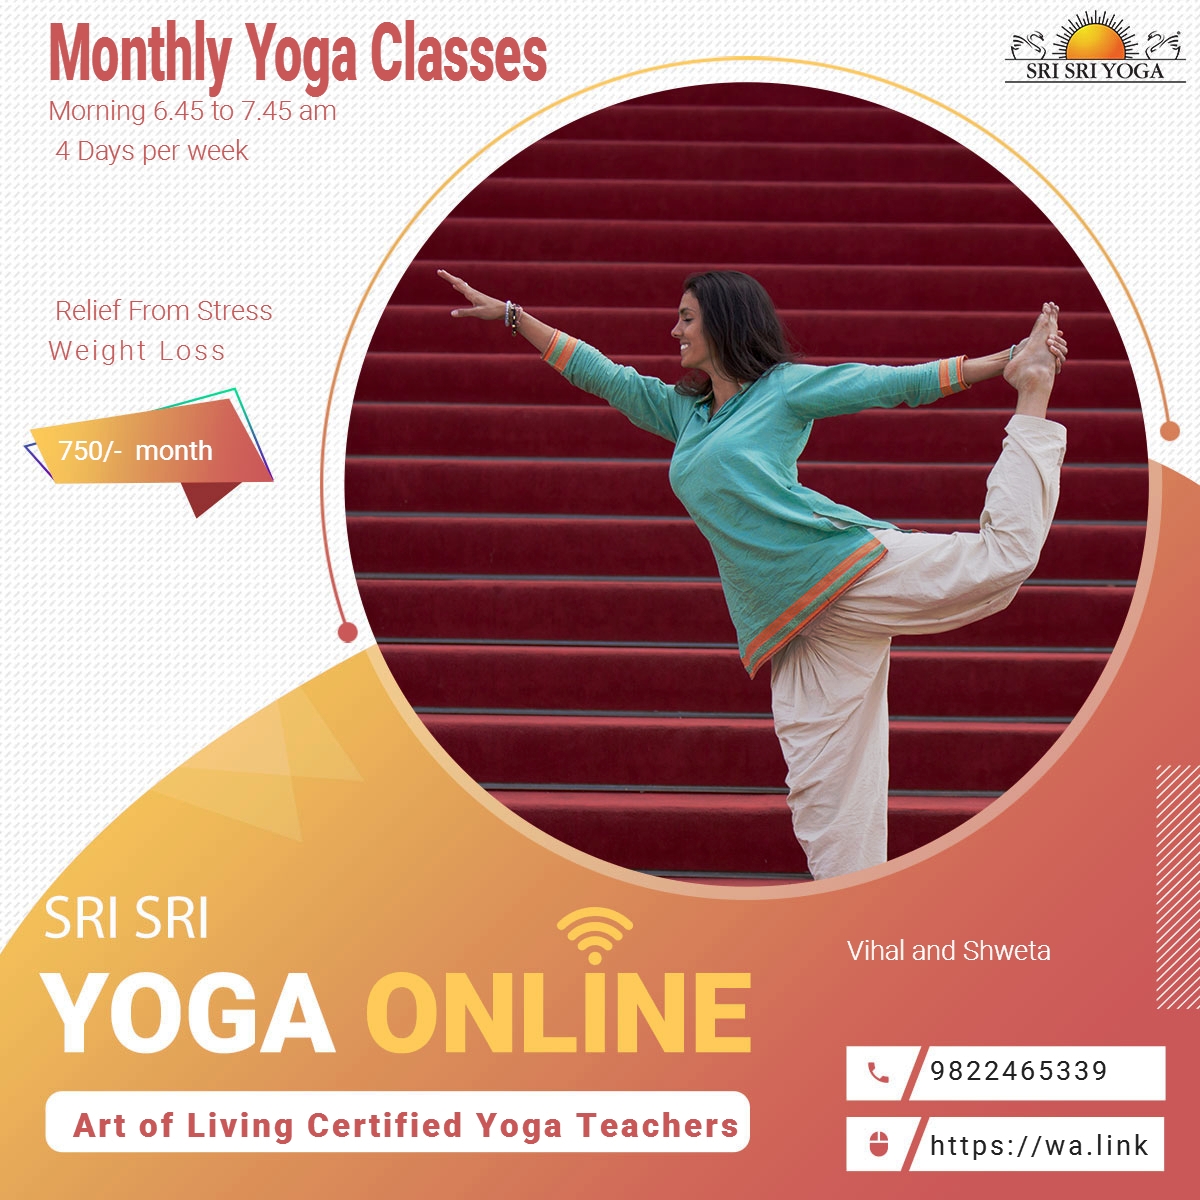 Monthly Yoga Classes
Morning 6.45 to 7.45 am
4 Days per week
SRI SRI YOGA
Relief From Stress
Weight Loss
750/- month
SRI SRI
YOGA ONLINE
Art of Living Certified Yoga Teachers
Vihal and Shweta
9822465339
https://wa.link